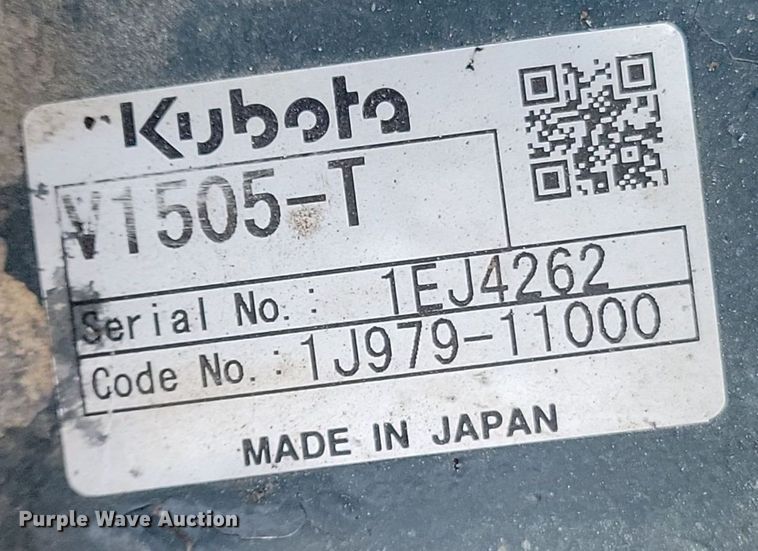 Kubota
V1505-T
Serial No.: 1EJ4262
Code No.: 1J979-11000
MADE IN JAPAN
Purple Wave Auction